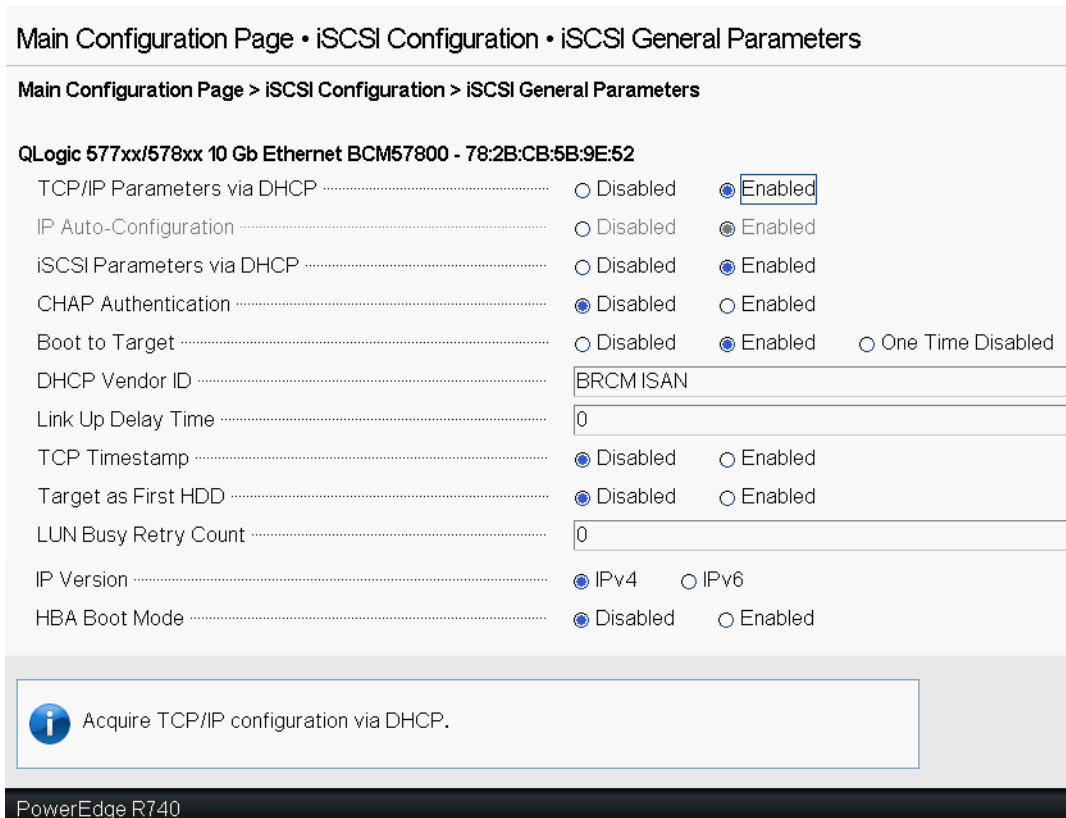 Main Configuration Page • iSCSI Configuration • iSCSI General Parameters
Main Configuration Page > iSCSI Configuration > iSCSI General Parameters
QLogic 577xx/578xx 10 Gb Ethernet BCM57800 - 78:2B:CB:5B:9E:52
TCP/IP Parameters via DHCP Disabled Enabled
IP Auto-Configuration Disabled Enabled
iSCSI Parameters via DHCP Disabled Enabled
CHAP Authentication Disabled Enabled
Boot to Target Disabled Enabled One Time Disabled
DHCP Vendor ID BRCM ISAN
Link Up Delay Time 0
TCP Timestamp Disabled Enabled
Target as First HDD Disabled Enabled
LUN Busy Retry Count 0
IP Version IPv4 IPv6
HBA Boot Mode Disabled Enabled
Acquire TCP/IP configuration via DHCP.
PowerEdge R740